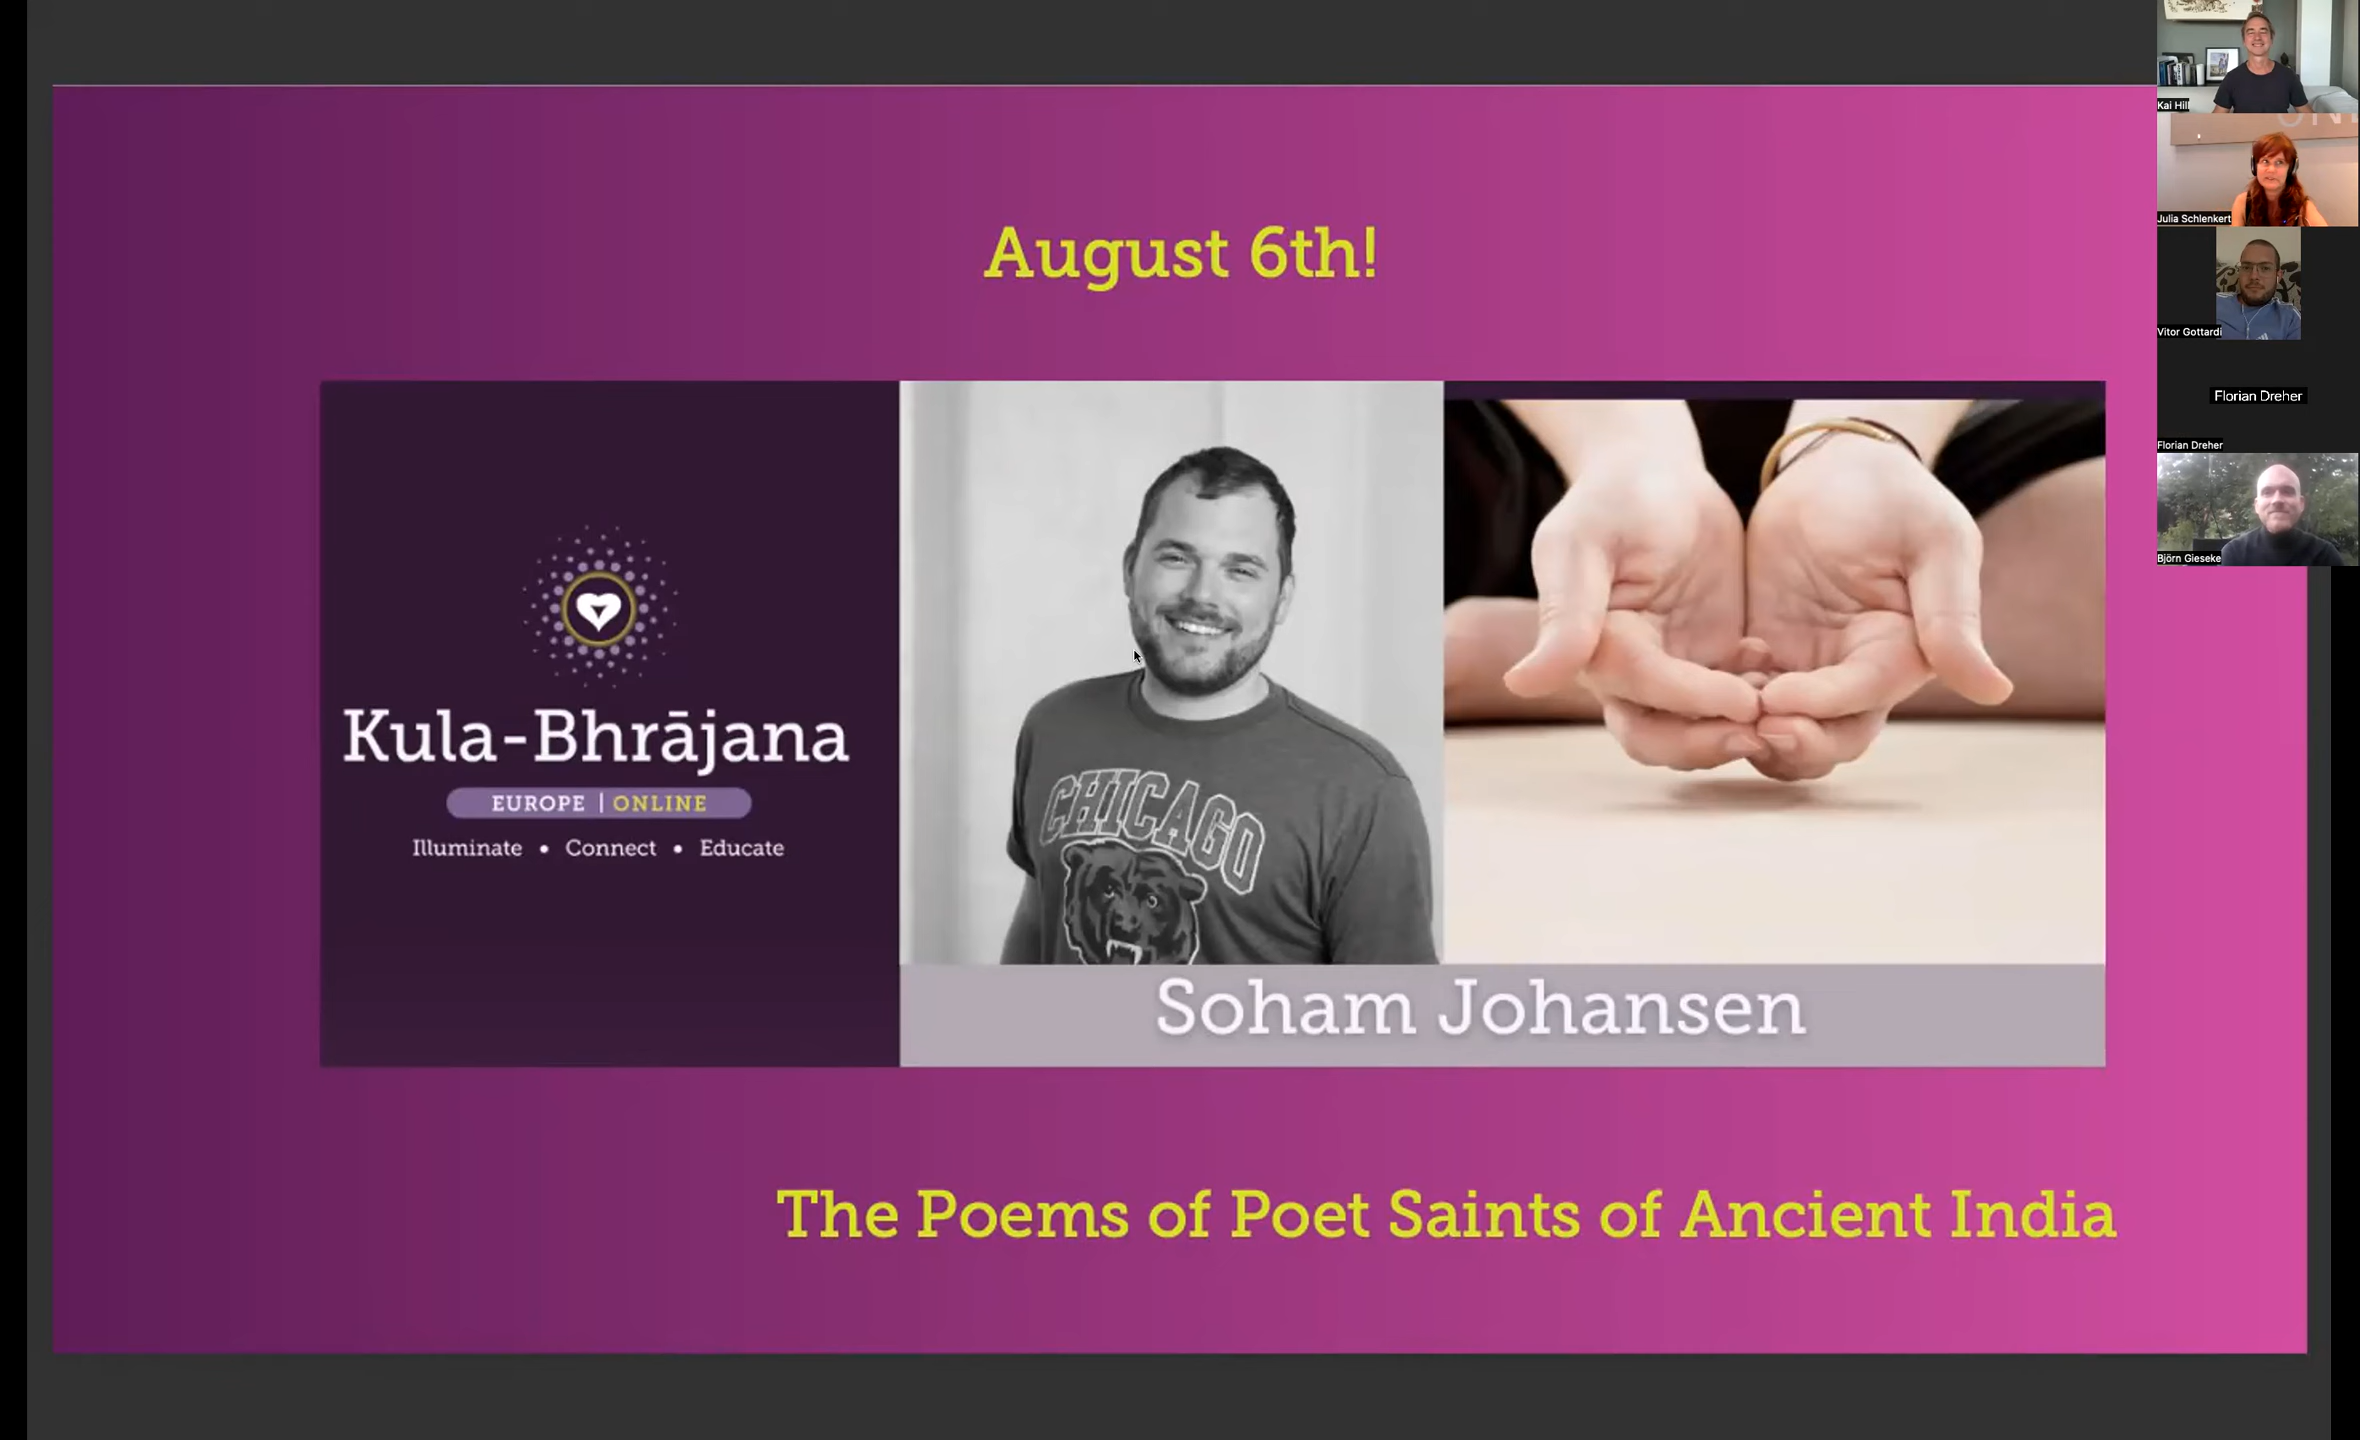 August 6th!
Kula-Bhrājana
EUROPE | ONLINE
Illuminate • Connect • Educate
CHICAGO
Soham Johansen
The Poems of Poet Saints of Ancient India
Kai Hill
Julia Schlenkert
Vitor Gottardi
Florian Dreher
Florian Dreher
Björn Gieseke